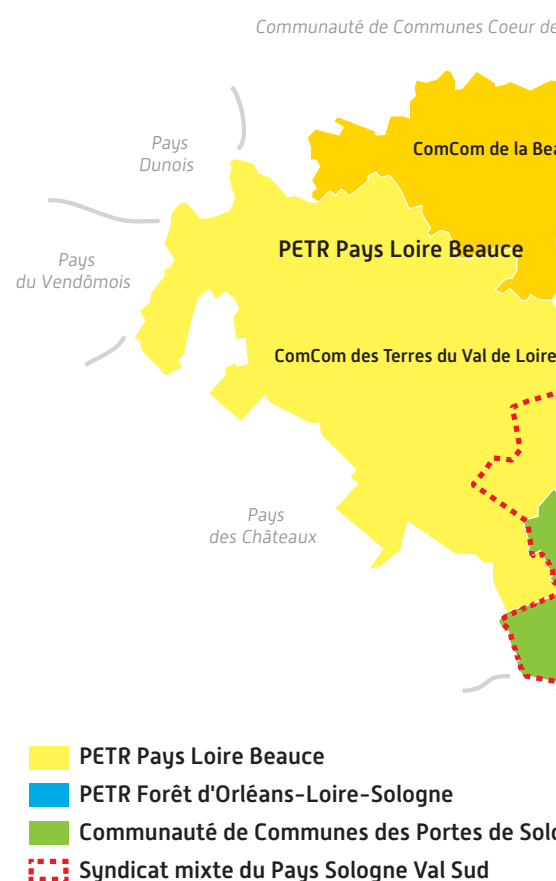 Communauté de Communes Coeur de
Pays
Dunois
ComCom de la Bea
PETR Pays Loire Beauce
Pays
du Vendômois
ComCom des Terres du Val de Loire
Pays
des Châteaux
PETR Pays Loire Beauce
PETR Forêt d'Orléans-Loire-Sologne
Communauté de Communes des Portes de Solo
Syndicat mixte du Pays Sologne Val Sud